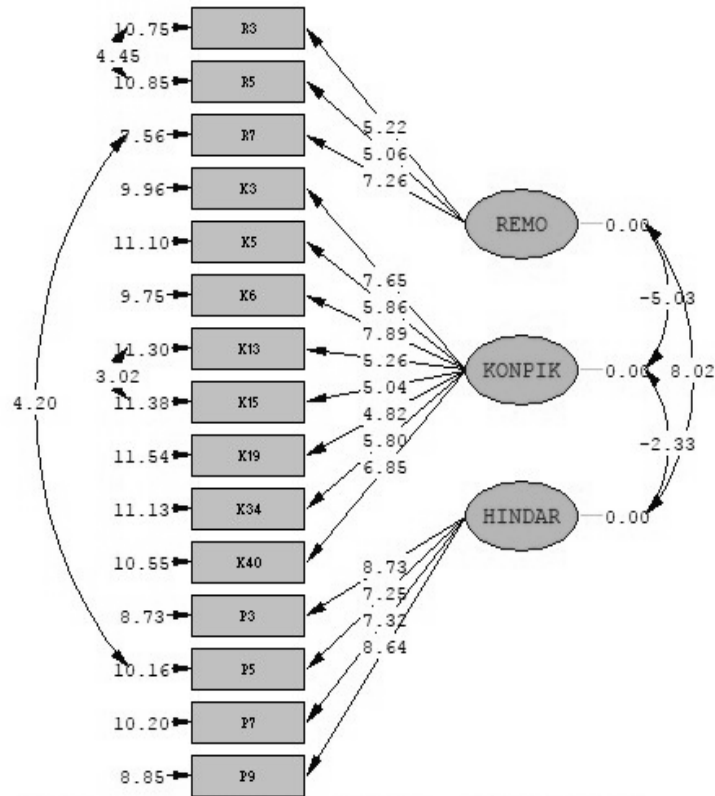 10.75 R3
4.45
10.85 R5
7.56 R7
5.22
5.06
7.26
9.96 K3
REMO 0.00
11.10 K5
7.65
5.86
-5.03
9.75 K6
7.89
11.30 K13
5.26
3.02
KONPIK 0.00 8.02
5.04
4.20
11.38 K15
4.82
5.80
6.85
-2.33
11.54 K19
11.13 K34
HINDAR 0.00
10.55 K40
8.73
7.25
7.32
8.64
8.73 P3
10.16 P5
10.20 P7
8.85 P9